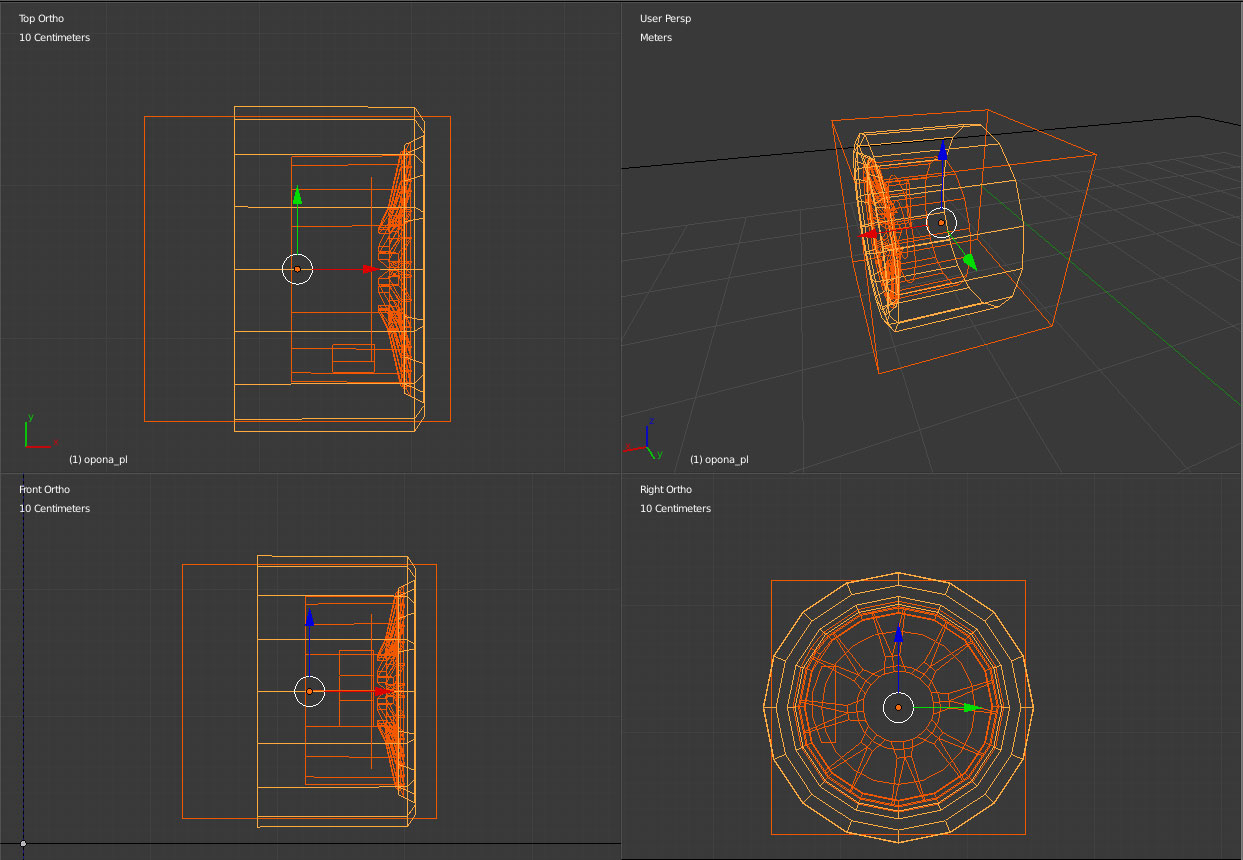 Top Ortho
10 Centimeters
y
x
(1) opona_pl
User Persp
Meters
z
x
y
(1) opona_pl
Front Ortho
10 Centimeters
Right Ortho
10 Centimeters